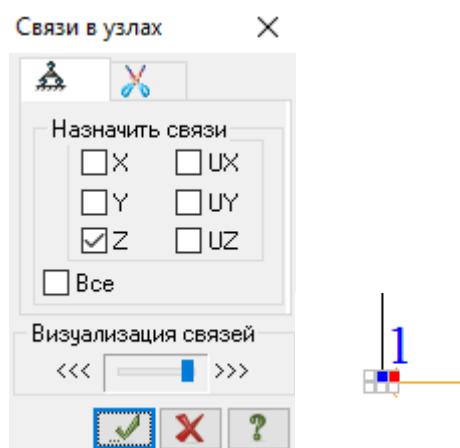 Связи в узлах
Назначить связи
X UX
Y UY
Z UZ
Все
Визуализация связей
<<< >>>
?
1